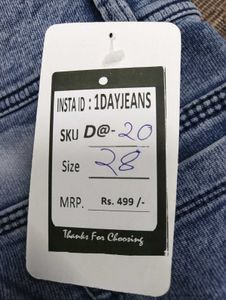 INSTA ID : 1DAYJEANS
SKU D@-20
Size 28
MRP. Rs. 499 /-
Thanks For Choosing